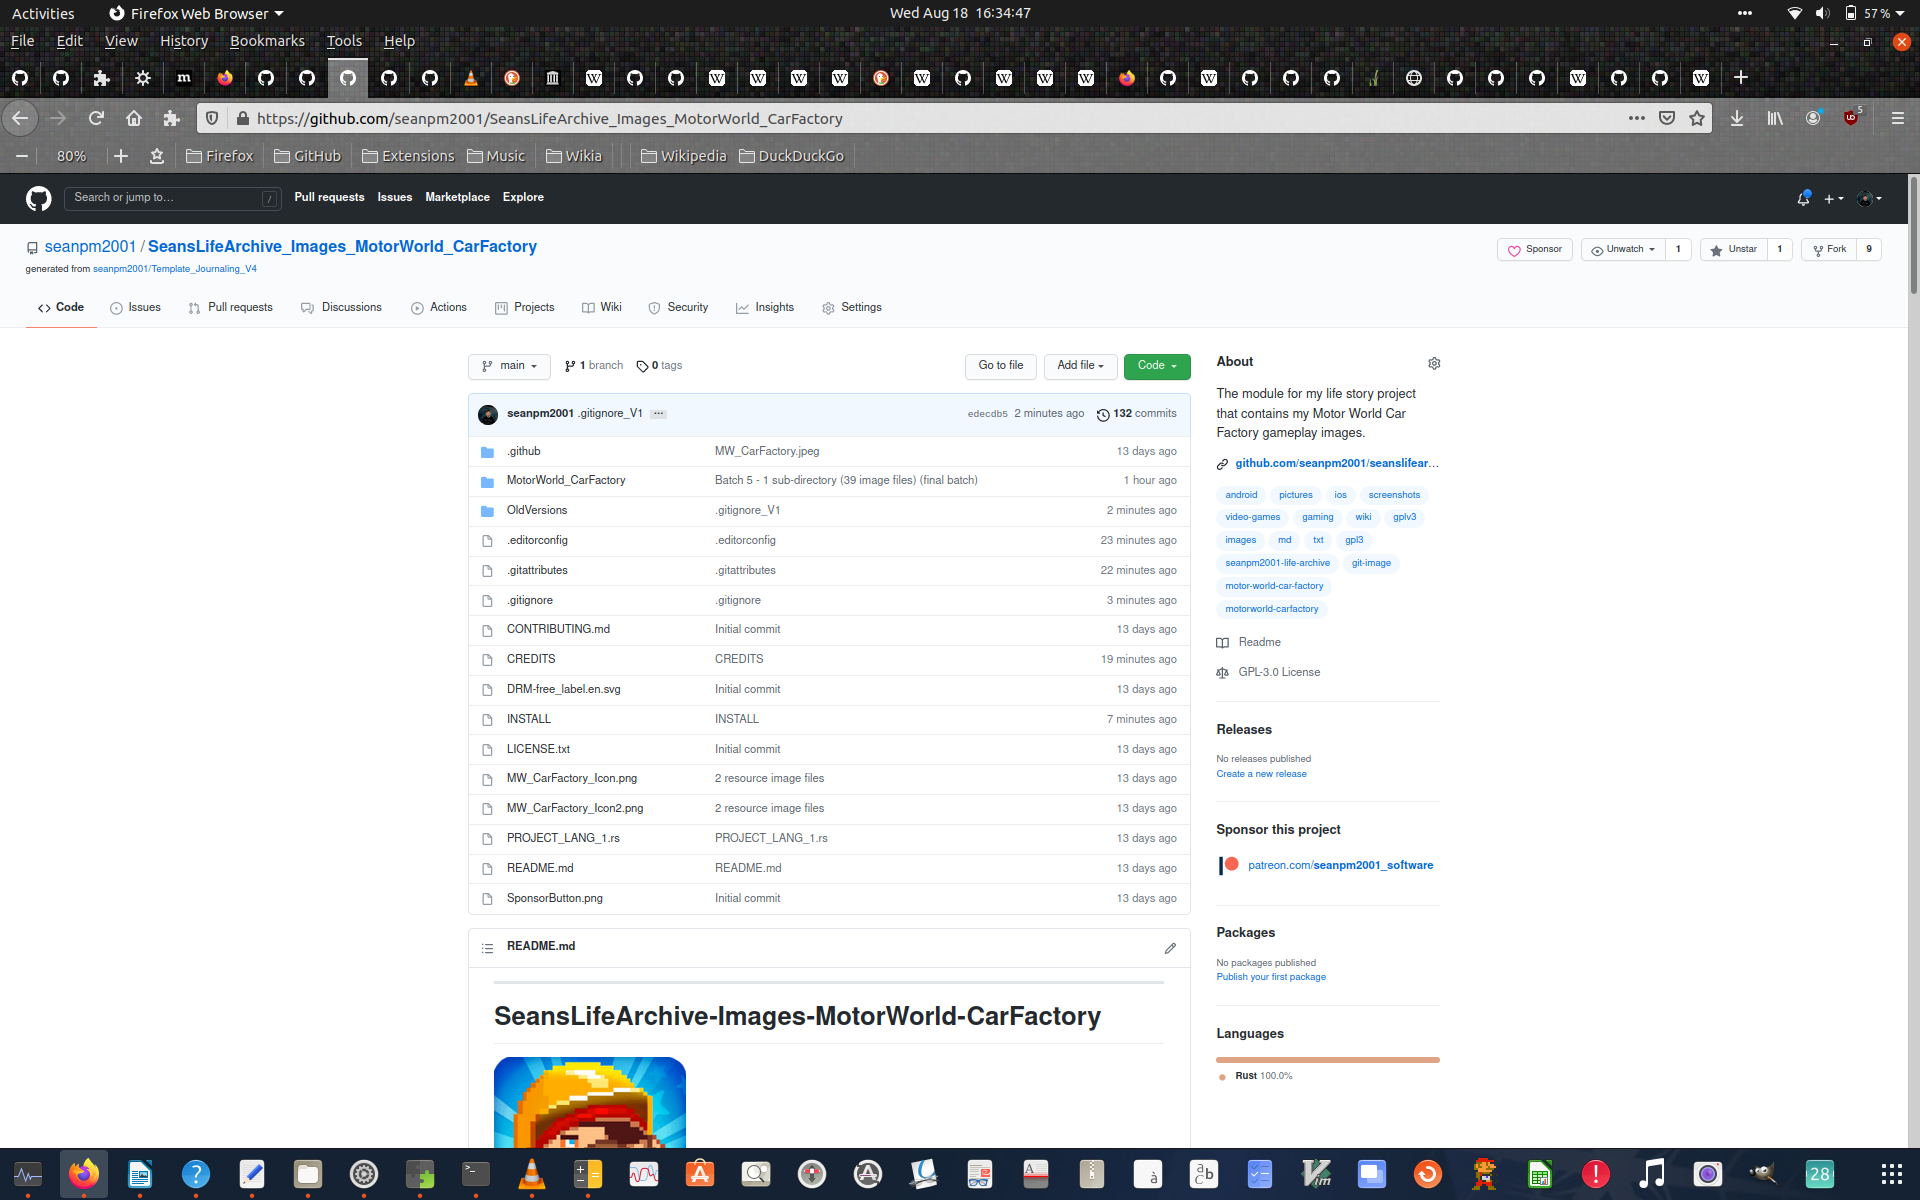 Activities Firefox Web Browser Wed Aug 18 16:34:47 57 %
File Edit View History Bookmarks Tools Help
https://github.com/seanpm2001/SeansLifeArchive_Images_MotorWorld_CarFactory 5
80% Firefox GitHub Extensions Music Wikia Wikipedia DuckDuckGo
Search or jump to... / Pull requests Issues Marketplace Explore
seanpm2001 / SeansLifeArchive_Images_MotorWorld_CarFactory Sponsor Unwatch 1 Unstar 1 Fork 9
generated from seanpm2001/Template_Journaling_V4
Code Issues Pull requests Discussions Actions Projects Wiki Security Insights Settings
main 1 branch 0 tags Go to file Add file Code
seanpm2001 .gitignore_V1 ... edecdb5 2 minutes ago 132 commits
.github MW_CarFactory.jpeg 13 days ago
MotorWorld_CarFactory Batch 5 - 1 sub-directory (39 image files) (final batch) 1 hour ago
OldVersions .gitignore_V1 2 minutes ago
.editorconfig .editorconfig 23 minutes ago
.gitattributes .gitattributes 22 minutes ago
.gitignore .gitignore 3 minutes ago
CONTRIBUTING.md Initial commit 13 days ago
CREDITS CREDITS 19 minutes ago
DRM-free_label.en.svg Initial commit 13 days ago
INSTALL INSTALL 7 minutes ago
LICENSE.txt Initial commit 13 days ago
MW_CarFactory_Icon.png 2 resource image files 13 days ago
MW_CarFactory_Icon2.png 2 resource image files 13 days ago
PROJECT_LANG_1.rs PROJECT_LANG_1.rs 13 days ago
README.md README.md 13 days ago
SponsorButton.png Initial commit 13 days ago
README.md
SeansLifeArchive-Images-MotorWorld-CarFactory
About
The module for my life story project
that contains my Motor World Car
Factory gameplay images.
github.com/seanpm2001/seanslifear...
android pictures ios screenshots
video-games gaming wiki gplv3
images md txt gpl3
seanpm2001-life-archive git-image
motor-world-car-factory
motorworld-carfactory
Readme
GPL-3.0 License
Releases
No releases published
Create a new release
Sponsor this project
patreon.com/seanpm2001_software
Packages
No packages published
Publish your first package
Languages
Rust 100.0%
28